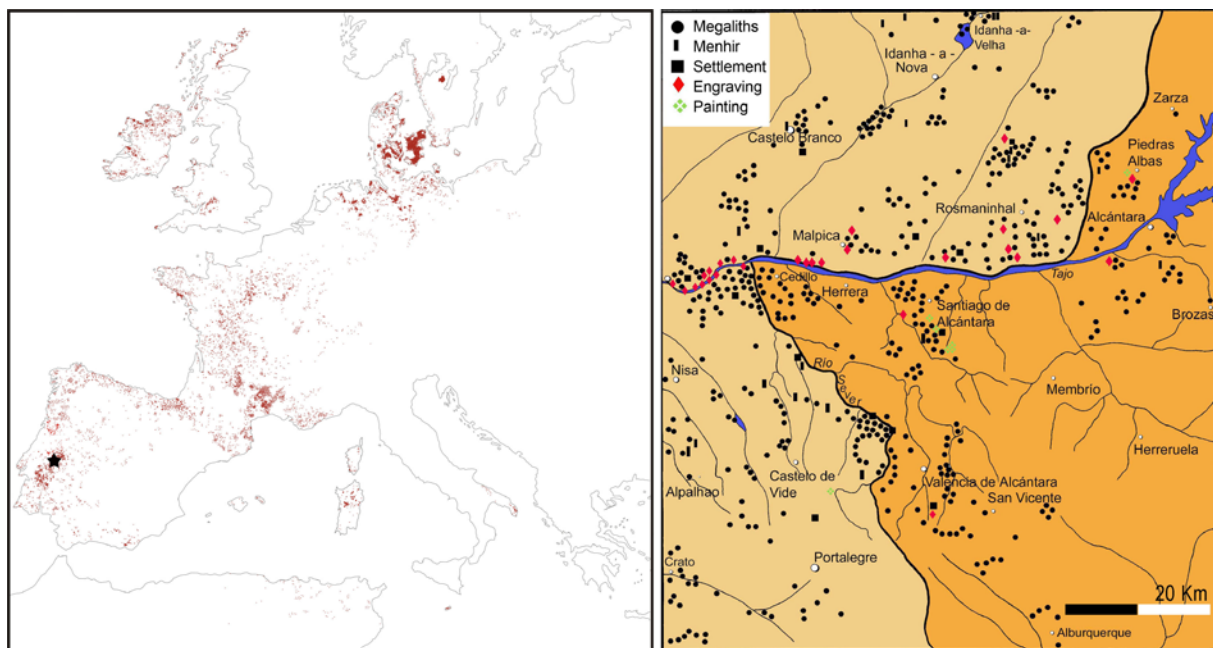 Megaliths
Menhir
Settlement
Engraving
Painting
Idanha -a-
Velha
Idanha - a -
Nova
Zarza
Castelo Branco
Piedras
Albas
Rosmaninhal
Alcántara
Malpica
Tajo
Cedillo
Herrera
Santiago de
Alcántara
Brozas
Nisa
Río
Sever
Membrío
Herreruela
Castelo de
Vide
Valencia de Alcántara
San Vicente
Alpalhao
Portalegre
Crato
20 Km
Alburquerque